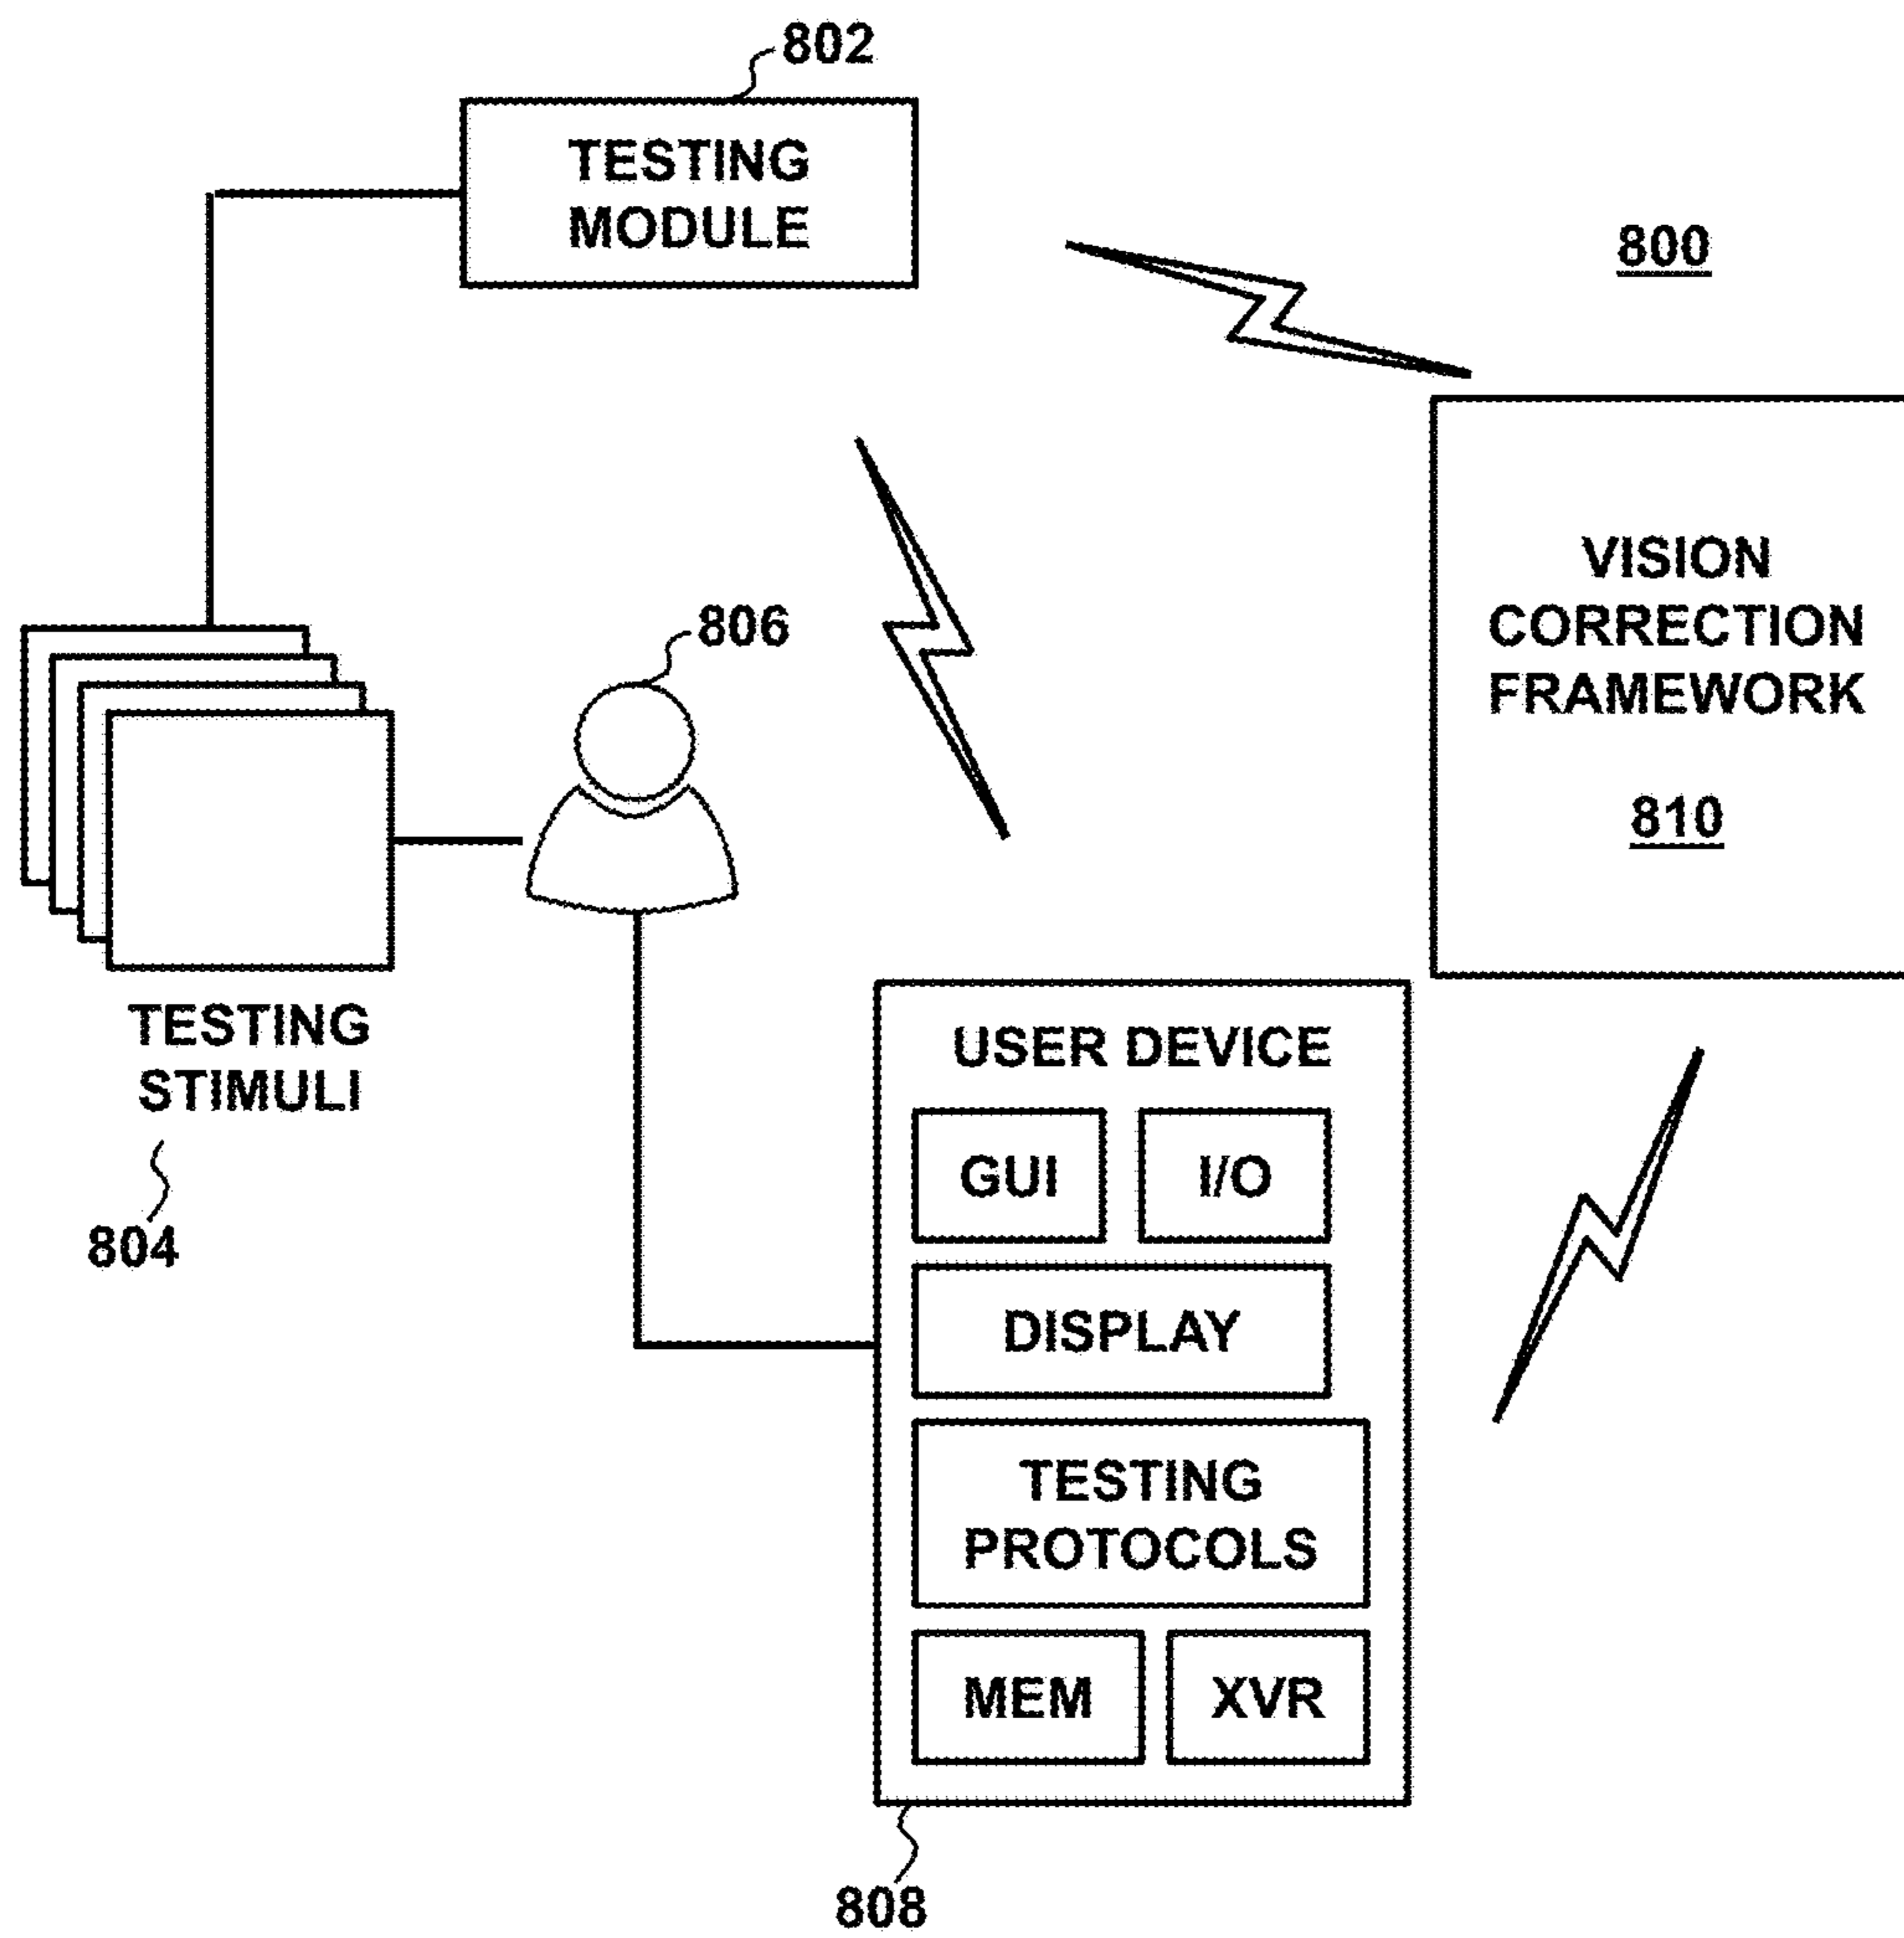 802
TESTING
MODULE
800
VISION
CORRECTION
FRAMEWORK
810
806
TESTING
STIMULI
804
USER DEVICE
GUI
I/O
DISPLAY
TESTING
PROTOCOLS
MEM
XVR
808